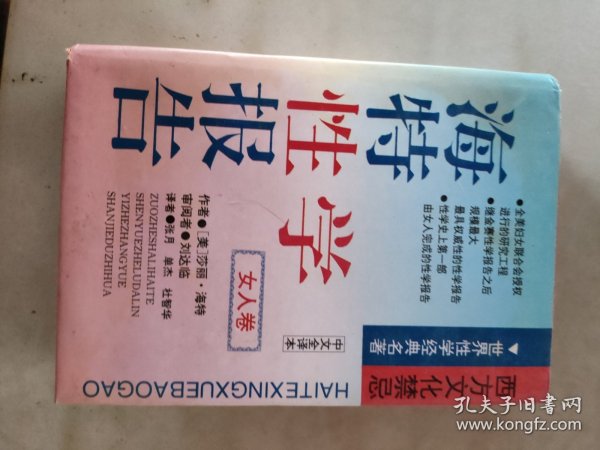 西方文化禁忌
▼世界性学经典名著
●全美妇女联合会授权
进行的研究工程
●继金赛性学报告之后
规模最大
最具权威性的性学报告
●性学史上第一部
由女人完成的性学报告
海特
性学
报告
女人卷
中文全译本
作者●[美]莎丽·海特
审阅者●刘达临
译者●张月 单杰 杜智华
ZUOZHESHALIHAITE
SHENYUEZHELUDALIN
YIZHEZHANGYUE
SHANJIEDUZHIHUA
HAITEXINGXUEBAOGAO
孔夫子旧书网
www.kongfz.com